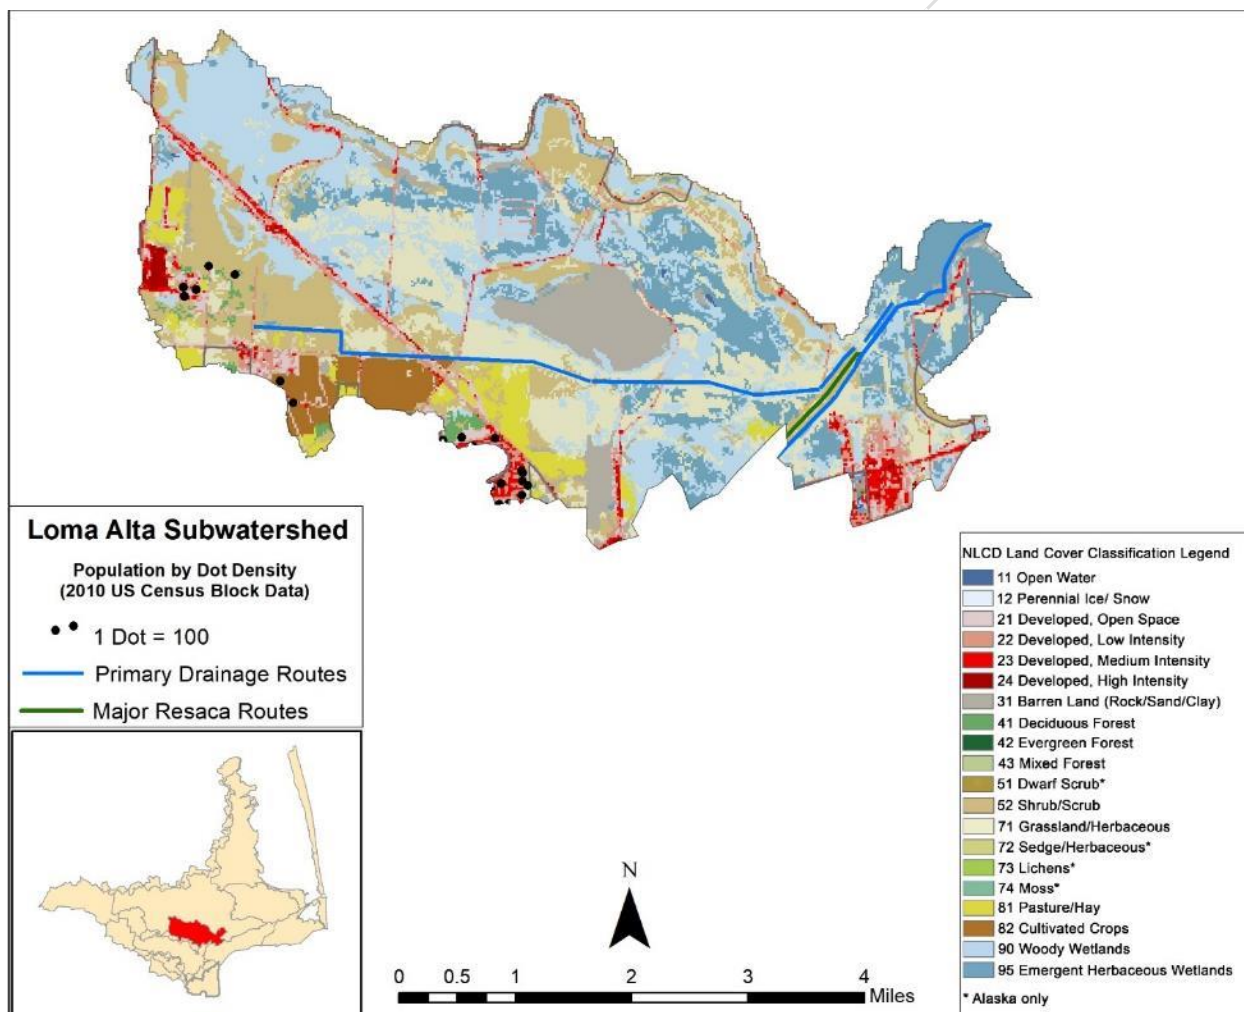 Loma Alta Subwatershed
Population by Dot Density
(2010 US Census Block Data)
1 Dot = 100
Primary Drainage Routes
Major Resaca Routes
NLCD Land Cover Classification Legend
11 Open Water
12 Perennial Ice/ Snow
21 Developed, Open Space
22 Developed, Low Intensity
23 Developed, Medium Intensity
24 Developed, High Intensity
31 Barren Land (Rock/Sand/Clay)
41 Deciduous Forest
42 Evergreen Forest
43 Mixed Forest
51 Dwarf Scrub*
52 Shrub/Scrub
71 Grassland/Herbaceous
72 Sedge/Herbaceous*
73 Lichens*
74 Moss*
81 Pasture/Hay
82 Cultivated Crops
90 Woody Wetlands
95 Emergent Herbaceous Wetlands
* Alaska only
N
0 0.5 1 2 3 4
Miles